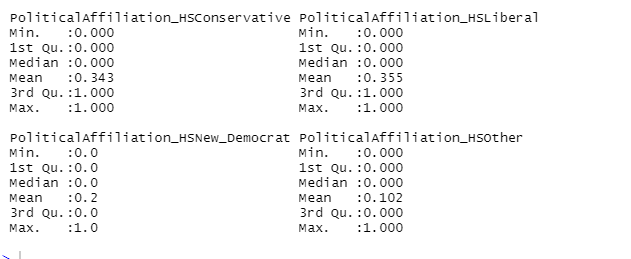 PoliticalAffiliation_HSConservative PoliticalAffiliation_HSLiberal
Min.   :0.000                       Min.   :0.000
1st Qu.:0.000                       1st Qu.:0.000
Median :0.000                       Median :0.000
Mean   :0.343                       Mean   :0.355
3rd Qu.:1.000                       3rd Qu.:1.000
Max.   :1.000                       Max.   :1.000
PoliticalAffiliation_HSNew_Democrat PoliticalAffiliation_HSOther
Min.   :0.0                         Min.   :0.000
1st Qu.:0.0                         1st Qu.:0.000
Median :0.0                         Median :0.000
Mean   :0.2                         Mean   :0.102
3rd Qu.:0.0                         3rd Qu.:0.000
Max.   :1.0                         Max.   :1.000
>